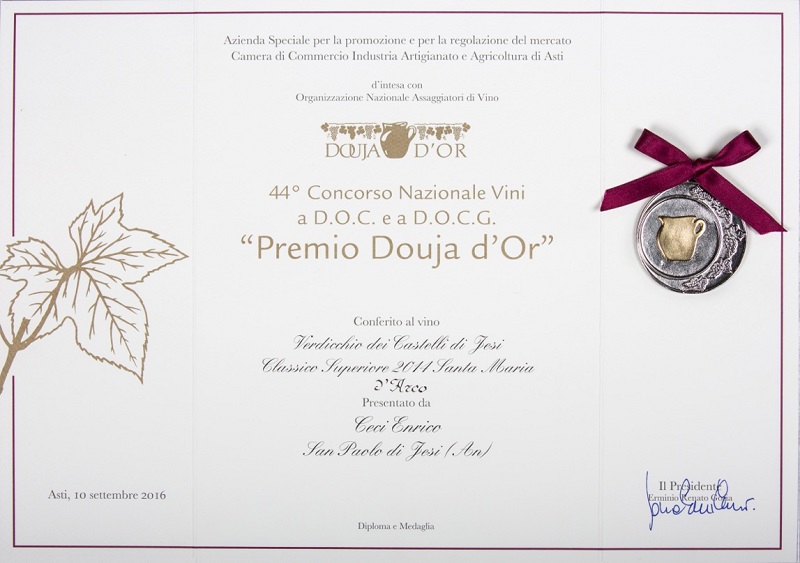 Azienda Speciale per la promozione e per la regolazione del mercato
Camera di Commercio Industria Artigianato e Agricoltura di Asti
d'intesa con
Organizzazione Nazionale Assaggiatori di Vino
DOUJA D'OR
44° Concorso Nazionale Vini
a D.O.C. e a D.O.C.G.
"Premio Douja d'Or"
Conferito al vino
Verdicchio dei Castelli di Jesi
Classico Superiore 2014 Santa Maria
d'Arco
Presentato da
Ceci Enrico
San Paolo di Jesi (An)
Asti, 10 settembre 2016
Il Presidente
Erminio Renato Goria
Diploma e Medaglia